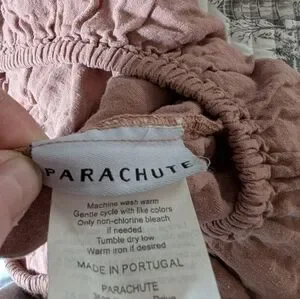 PARACHUTE
Machine wash warm
Gentle cycle with like colors
Only non-chlorine bleach
if needed
Tumble dry low
Warm iron if desired
MADE IN PORTUGAL
PARACHUTE